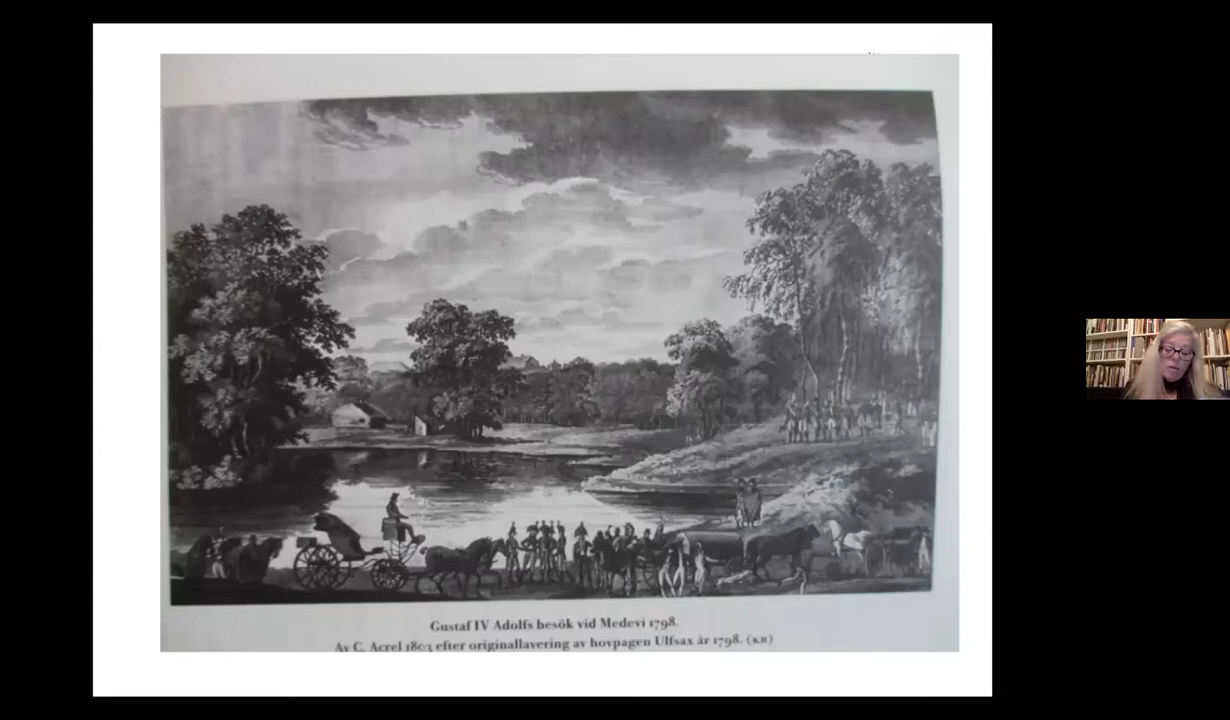 Gustaf IV Adolfs besök vid Medevi 1798.
Av C. Acrel 1803 efter originallavering av hovpagen Ulfsax år 1798. (K.B)